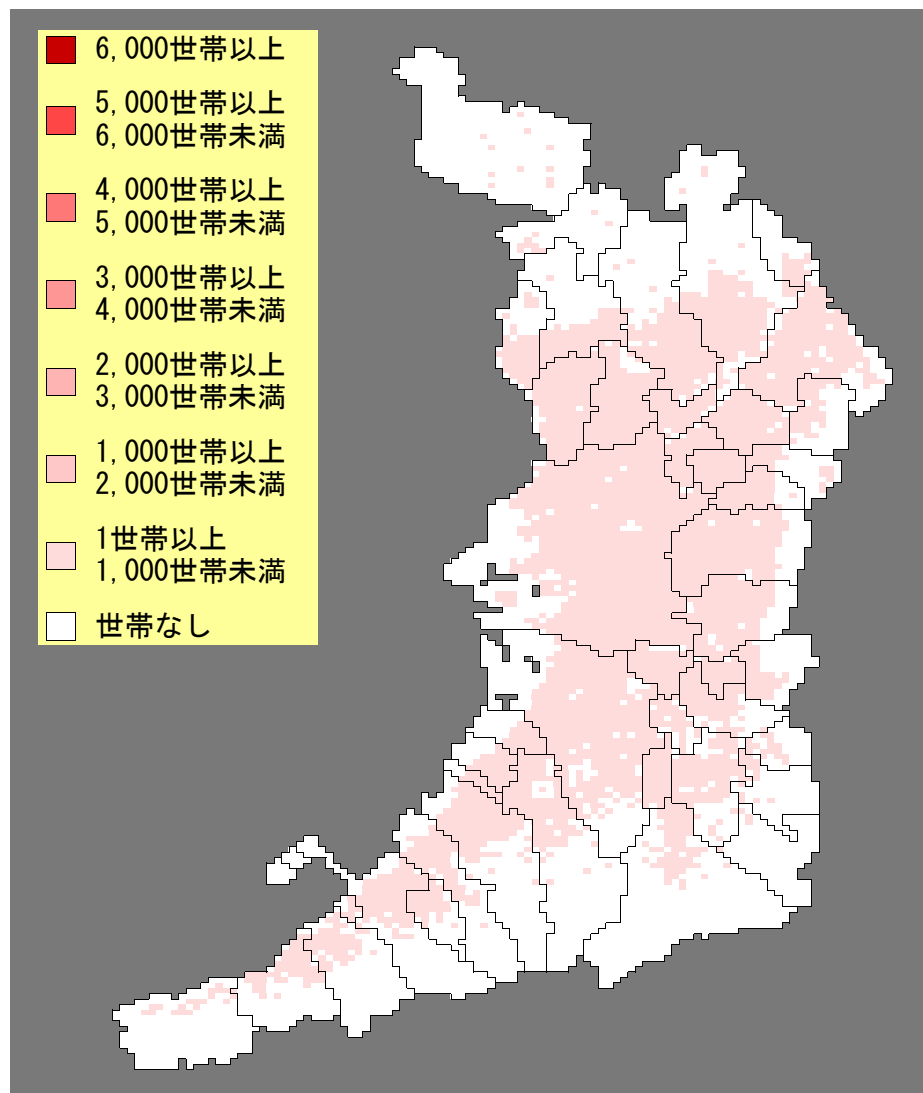 6,000世帯以上
5,000世帯以上
6,000世帯未満
4,000世帯以上
5,000世帯未満
3,000世帯以上
4,000世帯未満
2,000世帯以上
3,000世帯未満
1,000世帯以上
2,000世帯未満
1世帯以上
1,000世帯未満
世帯なし